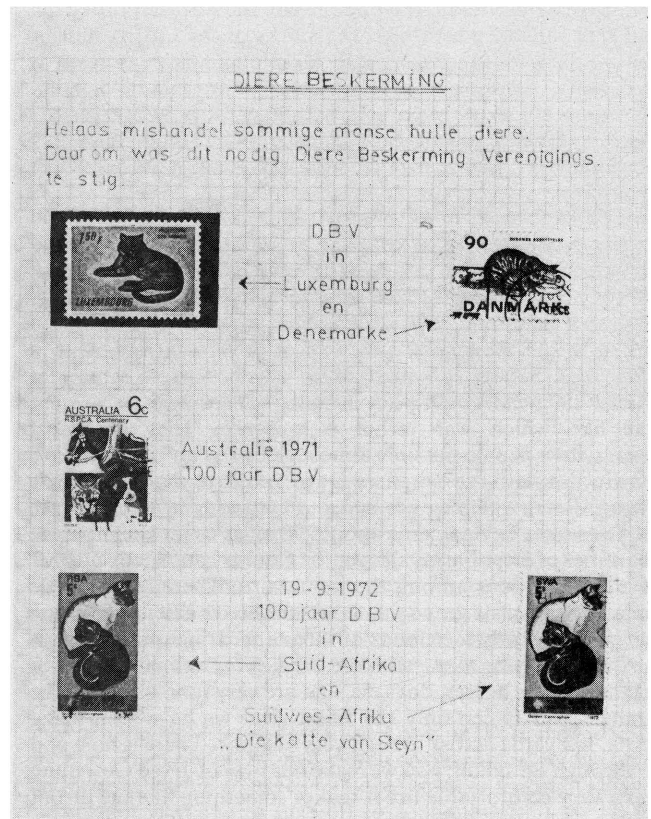 DIERE BESKERMING
Helaas mishandel sommige mense hulle diere.
Daarom was dit nodig Diere Beskerming Verenigings
te stig.
DBV
in
Luxemburg
en
Denemarke
LUXEMBOURG
90
DANMARK
AUSTRALIA 6c
R.S.P.C.A. Centenary
Australië 1971
100 jaar DBV
RSA
5c
19-9-1972
100 jaar DBV
in
Suid-Afrika
en
Suidwes-Afrika
„Die katte van Steyn”
SWA
5c